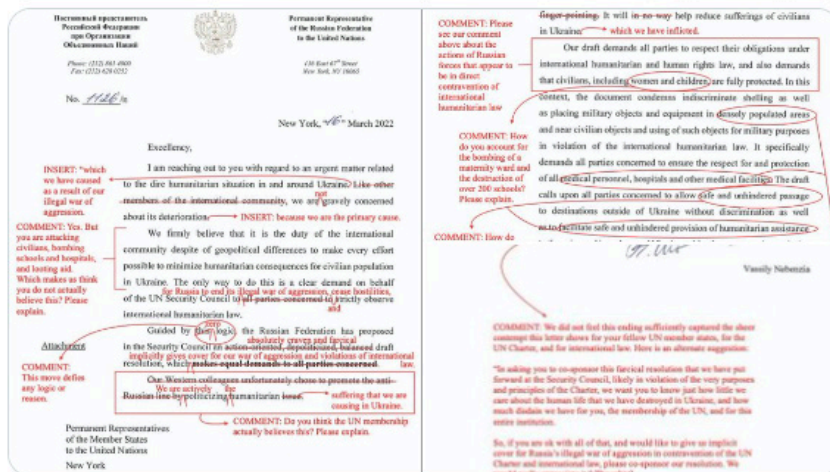 Постоянный представитель
Российской Федерации
при Организации
Объединенных Наций
Permanent Representative
of the Russian Federation
to the United Nations
Phone: (212) 861 4900
Fax: (212) 628 0252
136 East 67th Street
New York, NY 10065
No. 1126/n
New York, 16 March 2022
Excellency,
I am reaching out to you with regard to an urgent matter related
to the dire humanitarian situation in and around Ukraine. Like other
not
members of the international community, we are gravely concerned
about its deterioration.
INSERT: because we are the primary cause.
INSERT: "which
we have caused
as a result of our
illegal war of
aggression.
COMMENT: Yes. But
you are attacking
civilians, bombing
schools and hospitals,
and looting aid.
Which makes us think
you do not actually
believe this? Please
explain.
We firmly believe that it is the duty of the international
community despite of geopolitical differences to make every effort
possible to minimize humanitarian consequences for civilian population
in Ukraine. The only way to do this is a clear demand on behalf
for Russia to end its illegal war of aggression, cease hostilities,
of the UN Security Council to all parties concerned to strictly observe
and
international humanitarian law.
zero
Guided by this logic, the Russian Federation has proposed
absolutely craven and farcical
in the Security Council an action-oriented, depoliticized, balanced draft
implicitly gives cover for our war of aggression and violations of international
resolution, which makes equal demands to all parties concerned. law.
Attachment
COMMENT:
This move defies
any logic or
reason.
Our Western colleagues unfortunately chose to promote the anti-
We are actively the
Russian line by politicizing humanitarian issue.
suffering that we are
causing in Ukraine.
COMMENT: Do you think the UN membership
actually believes this? Please explain.
Permanent Representatives
of the Member States
to the United Nations
New York
finger-pointing. It will in no way help reduce sufferings of civilians
in Ukraine.
which we have inflicted.
COMMENT: Please
see our comment
above about the
actions of Russian
forces that appear to
be in direct
contravention of
international
humanitarian law
Our draft demands all parties to respect their obligations under
international humanitarian and human rights law, and also demands
that civilians, including women and children, are fully protected. In this
context, the document condemns indiscriminate shelling as well
as placing military objects and equipment in densely populated areas
and near civilian objects and using of such objects for military purposes
in violation of the international humanitarian law. It specifically
demands all parties concerned to ensure the respect for and protection
of all medical personnel, hospitals and other medical facilities. The draft
calls upon all parties concerned to allow safe and unhindered passage
to destinations outside of Ukraine without discrimination as well
as to facilitate safe and unhindered provision of humanitarian assistance
COMMENT: How
do you account for
the bombing of a
maternity ward and
the destruction of
over 200 schools?
Please explain.
COMMENT: How do
Vassily Nebenzia
COMMENT: We did not feel this ending sufficiently captured the sheer
contempt this letter shows for your fellow UN member states, for the
UN Charter, and for international law. Here is an alternate suggestion:
"In asking you to co-sponsor this farcical resolution that we have put
forward at the Security Council, likely in violation of the very purposes
and principles of the Charter, we want you to know just how little we
care about the human life that we have destroyed in Ukraine, and how
much disdain we have for you, the membership of the UN, and for this
entire institution.
So, if you are ok with all of that, and would like to give us implicit
cover for Russia's illegal war of aggression in contravention of the UN
Charter and international law, please co-sponsor our resolution. We